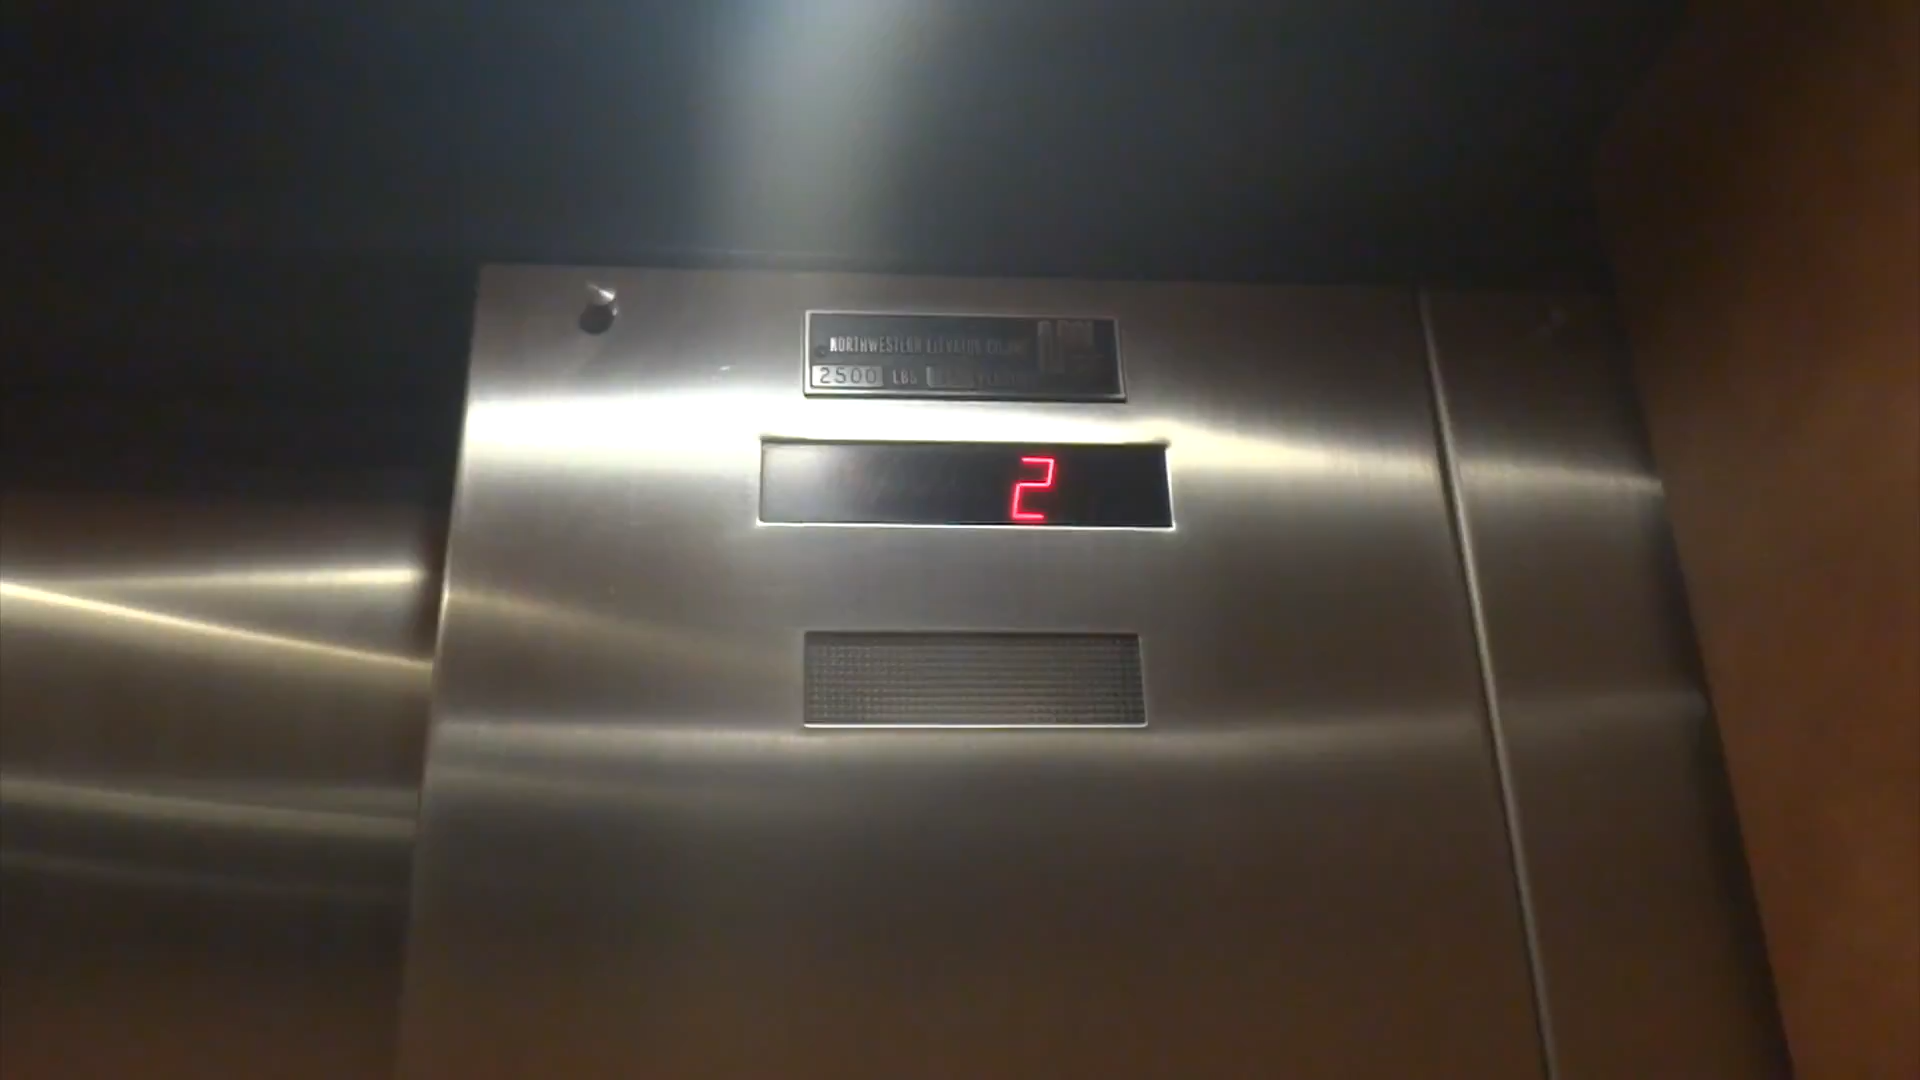 NORTHWESTERN ELEVATOR CO. INC.
2500 LBS
2